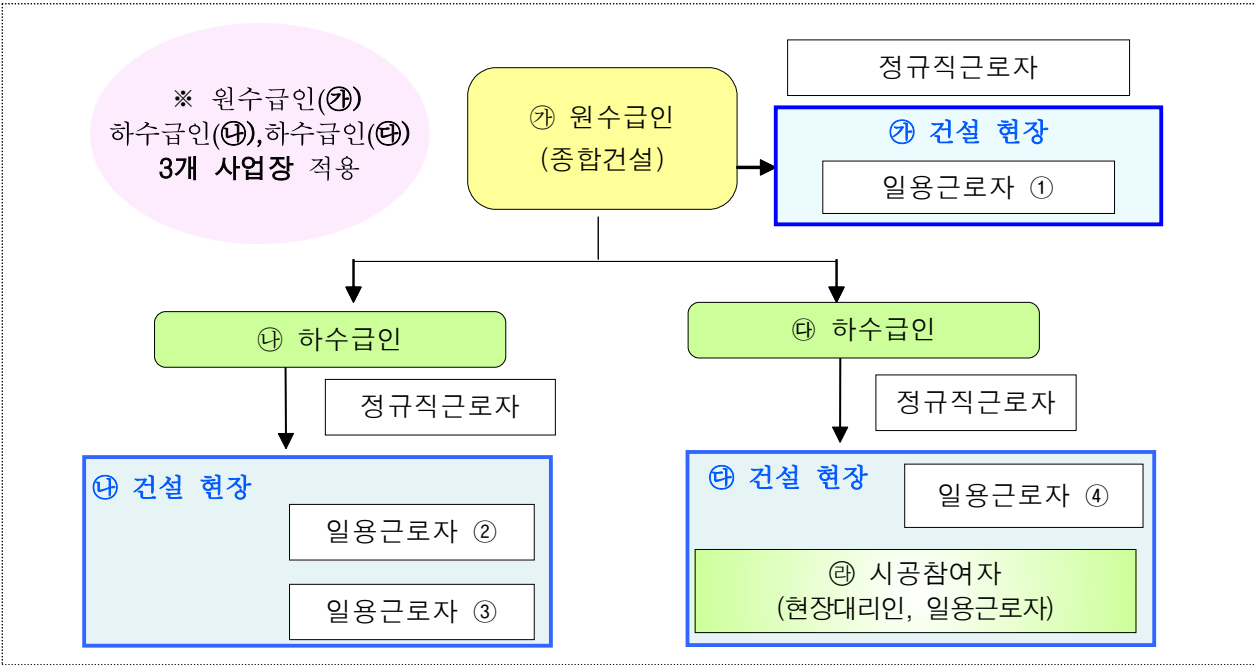 ※ 원수급인(㉮)
하수급인(㉯),하수급인(㉰)
3개 사업장 적용
㉮ 원수급인
(종합건설)
정규직근로자
㉮ 건설 현장
일용근로자 ①
㉯ 하수급인
㉰ 하수급인
정규직근로자
정규직근로자
㉯ 건설 현장
일용근로자 ②
일용근로자 ③
㉰ 건설 현장
일용근로자 ④
㉱ 시공참여자
(현장대리인, 일용근로자)